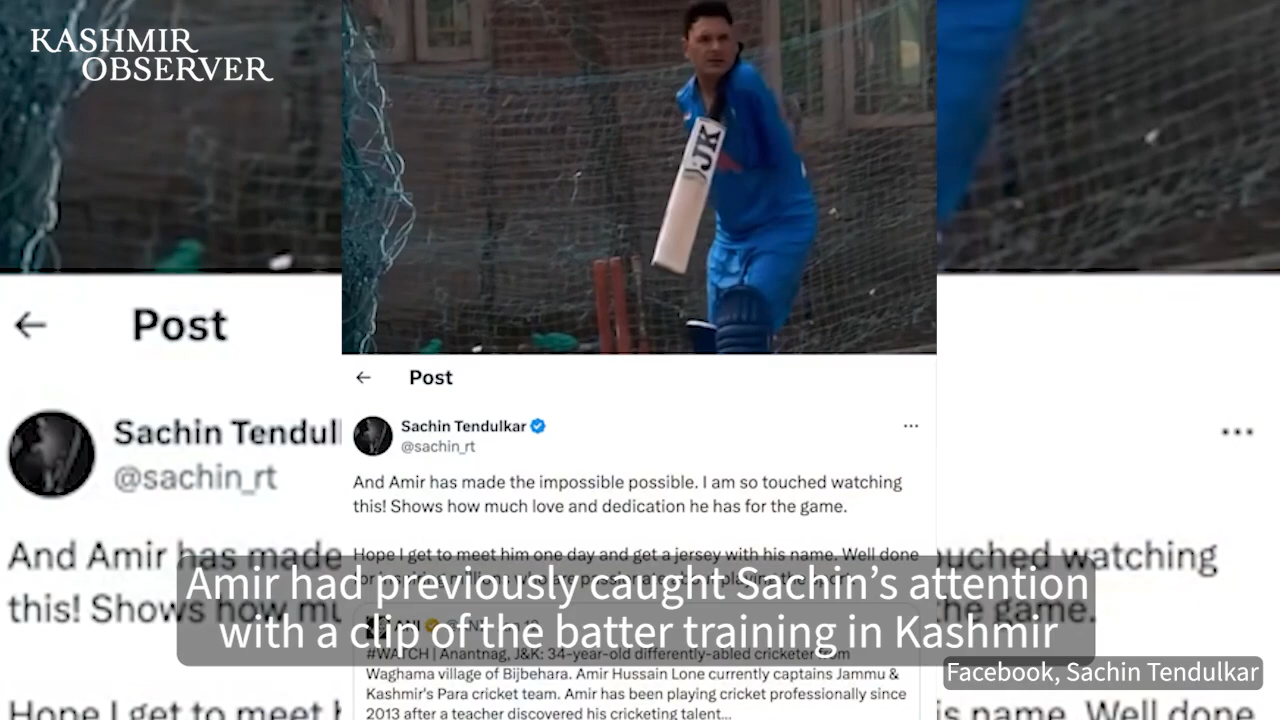 KASHMIR
OBSERVER
JK
Post
Sachin Tendul
@sachin_rt
And Amir has made
this! Shows how mu
Hope I get to meet h
Post
Sachin Tendulkar
@sachin_rt
And Amir has made the impossible possible. I am so touched watching
this! Shows how much love and dedication he has for the game.
Hope I get to meet him one day and get a jersey with his name. Well done
#WATCH | Anantnag, J&K: 34-year-old differently-abled cricketer from
Waghama village of Bijbehara. Amir Hussain Lone currently captains Jammu &
Kashmir's Para cricket team. Amir has been playing cricket professionally since
2013 after a teacher discovered his cricketing talent...
ouched watching
he game.
is name. Well done
Amir had previously caught Sachin's attention
with a clip of the batter training in Kashmir
Facebook, Sachin Tendulkar